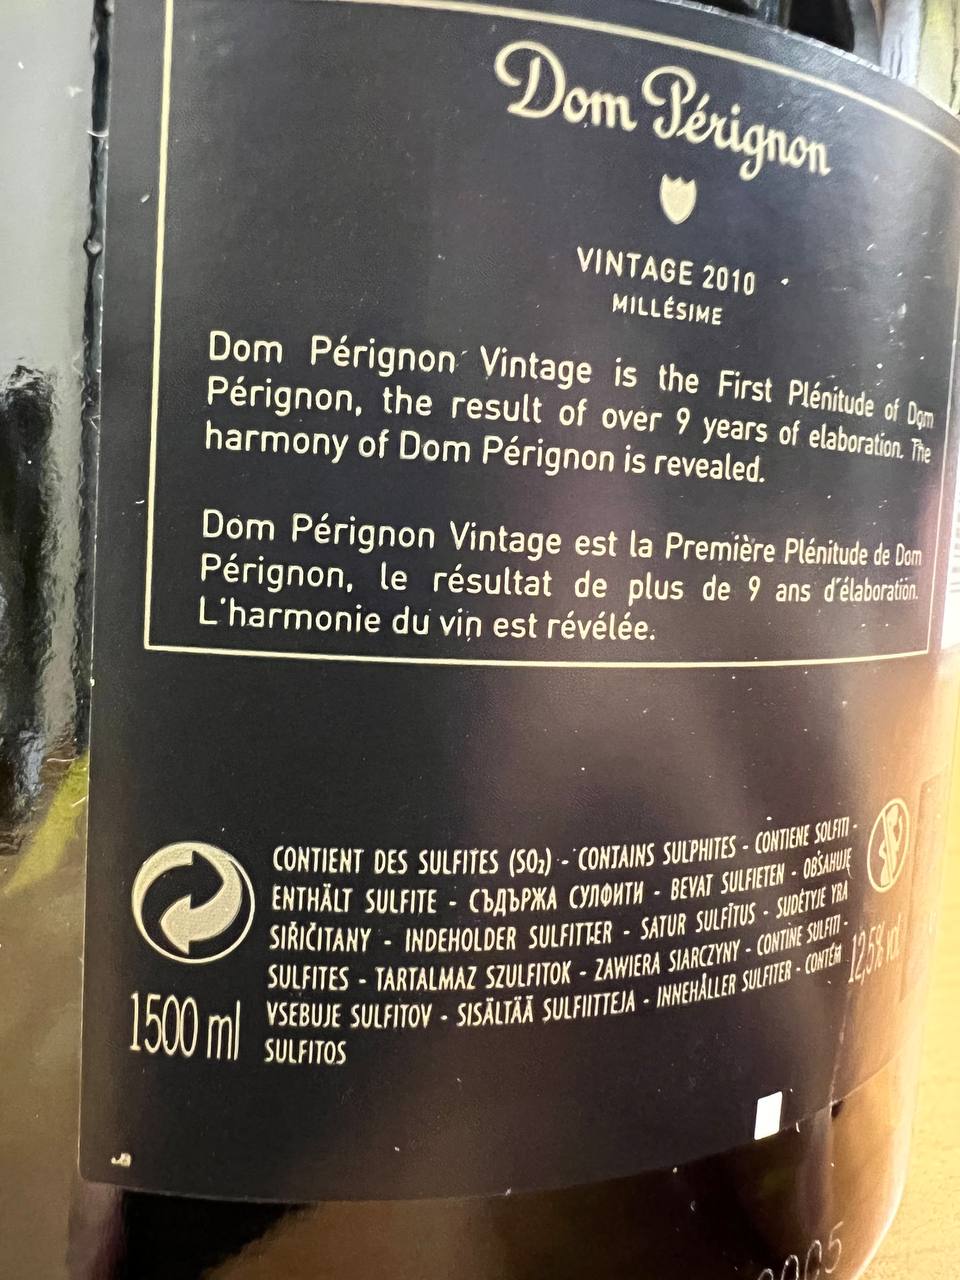 Dom Pérignon
VINTAGE 2010
MILLÉSIME
Dom Pérignon Vintage is the First Plénitude of Dom
Pérignon, the result of over 9 years of elaboration. The
harmony of Dom Pérignon is revealed.
Dom Pérignon Vintage est la Première Plénitude de Dom
Pérignon, le résultat de plus de 9 ans d'élaboration.
L'harmonie du vin est révélée.
CONTIENT DES SULFITES (SO₂) - CONTAINS SULPHITES - CONTIENE SOLFITI -
ENTHÄLT SULFITE - СЪДЪРЖА СУЛФИТИ - BEVAT SULFIETEN - OBSAHUJE
SIŘIČITANY - INDEHOLDER SULFITTER - SATUR SULFĪTUS - SUDĖTYJE YRA
SULFITES - TARTALMAZ SZULFITOK - ZAWIERA SIARCZYNY - CONTINE SULFITI -
VSEBUJE SULFITOV - SISÄLTÄÄ SULFIITTEJA - INNEHÅLLER SULFITER - CONTÉM
SULFITOS
1500 ml
12,5% vol.